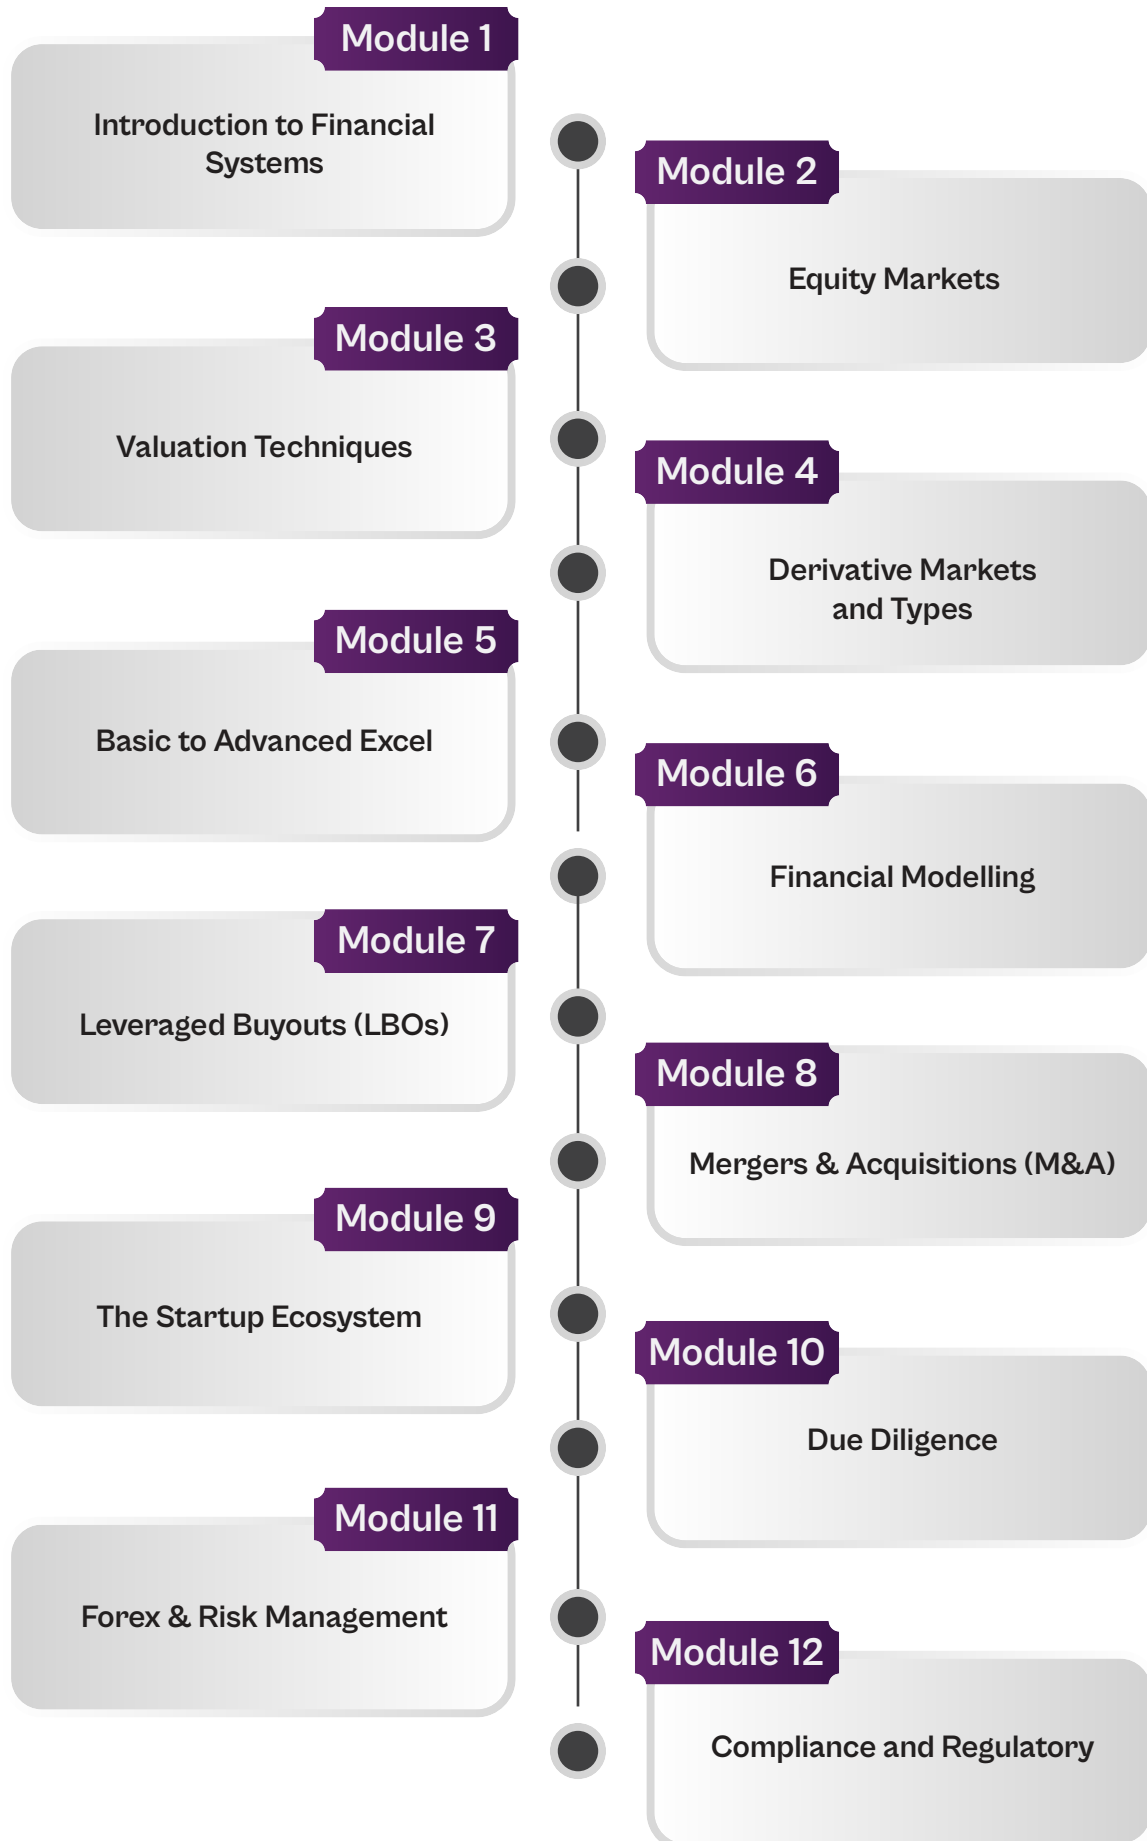 Module 1
Introduction to Financial
Systems
Module 2
Equity Markets
Module 3
Valuation Techniques
Module 4
Derivative Markets
and Types
Module 5
Basic to Advanced Excel
Module 6
Financial Modelling
Module 7
Leveraged Buyouts (LBOs)
Module 8
Mergers & Acquisitions (M&A)
Module 9
The Startup Ecosystem
Module 10
Due Diligence
Module 11
Forex & Risk Management
Module 12
Compliance and Regulatory